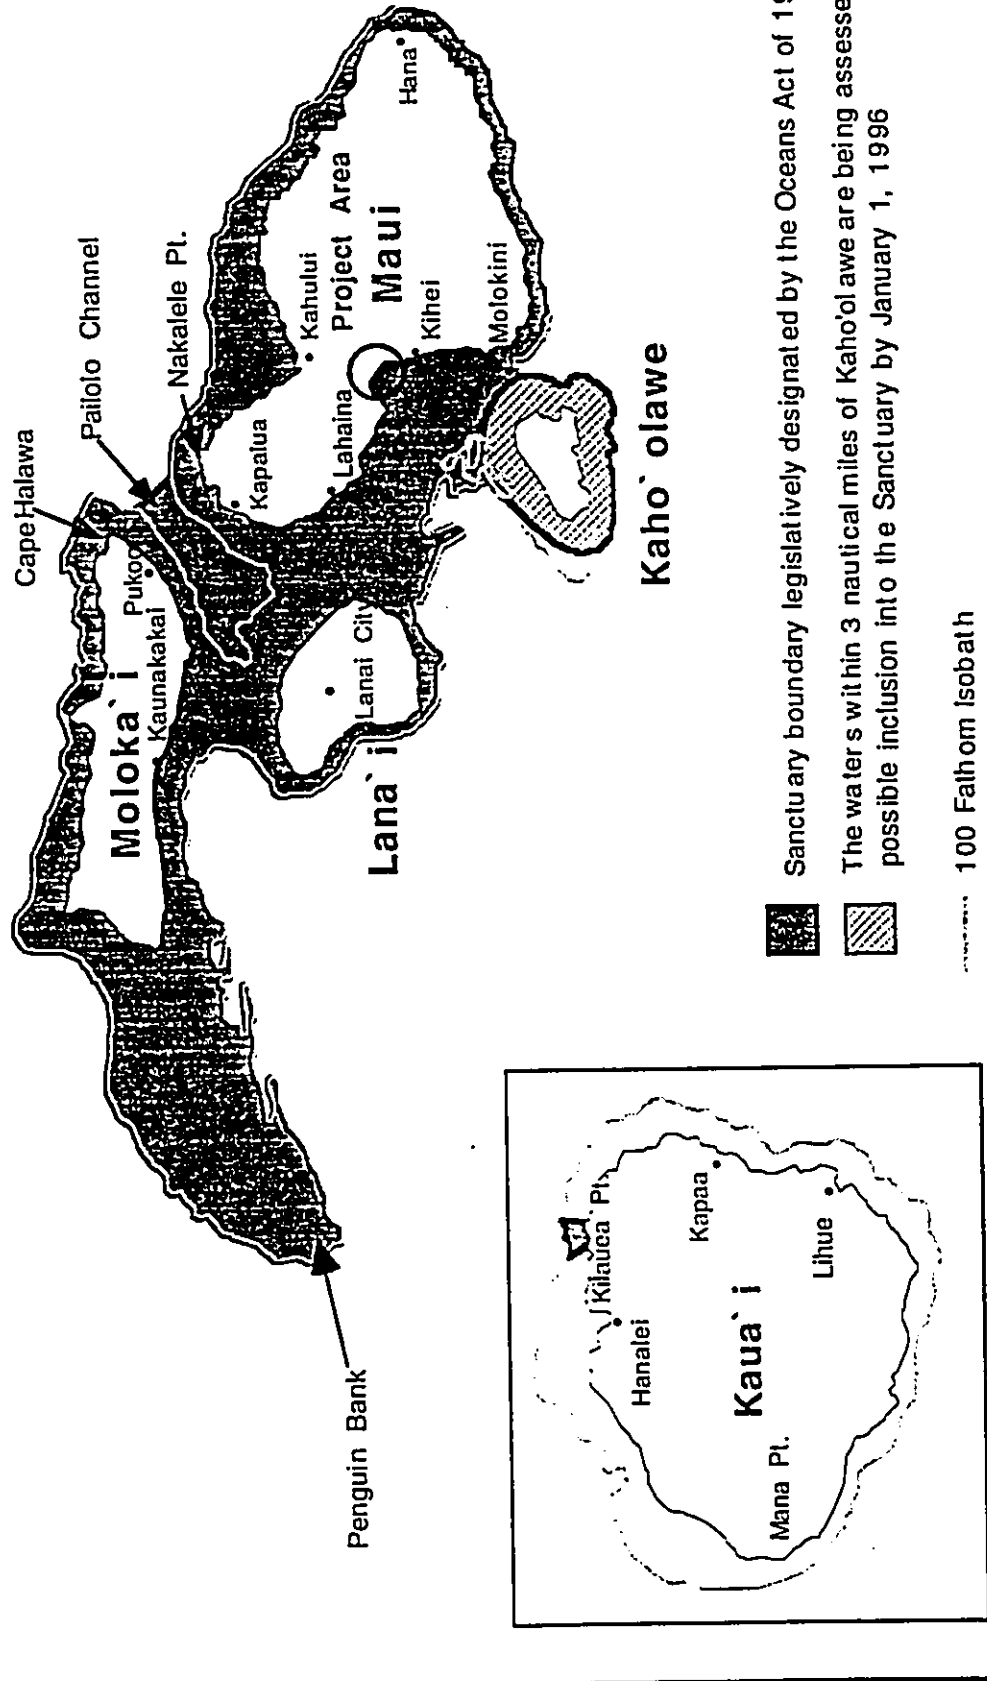 Cape Halawa
Pailolo Channel
Nakalele Pt.
Moloka`i
Pukoo
Kaunakakai
Kapalua
Kahului
Project Area
Hana
Maui
Lahaina
Kihei
Lanai City
Lana`i
Molokini
Kaho`olawe
Penguin Bank
Kilauea Pt.
Hanalei
Kapaa
Kaua`i
Lihue
Mana Pt.
Sanctuary boundary legislatively designated by the Oceans Act of 19
The waters within 3 nautical miles of Kaho'olawe are being assesse
possible inclusion into the Sanctuary by January 1, 1996
100 Fathom Isobath